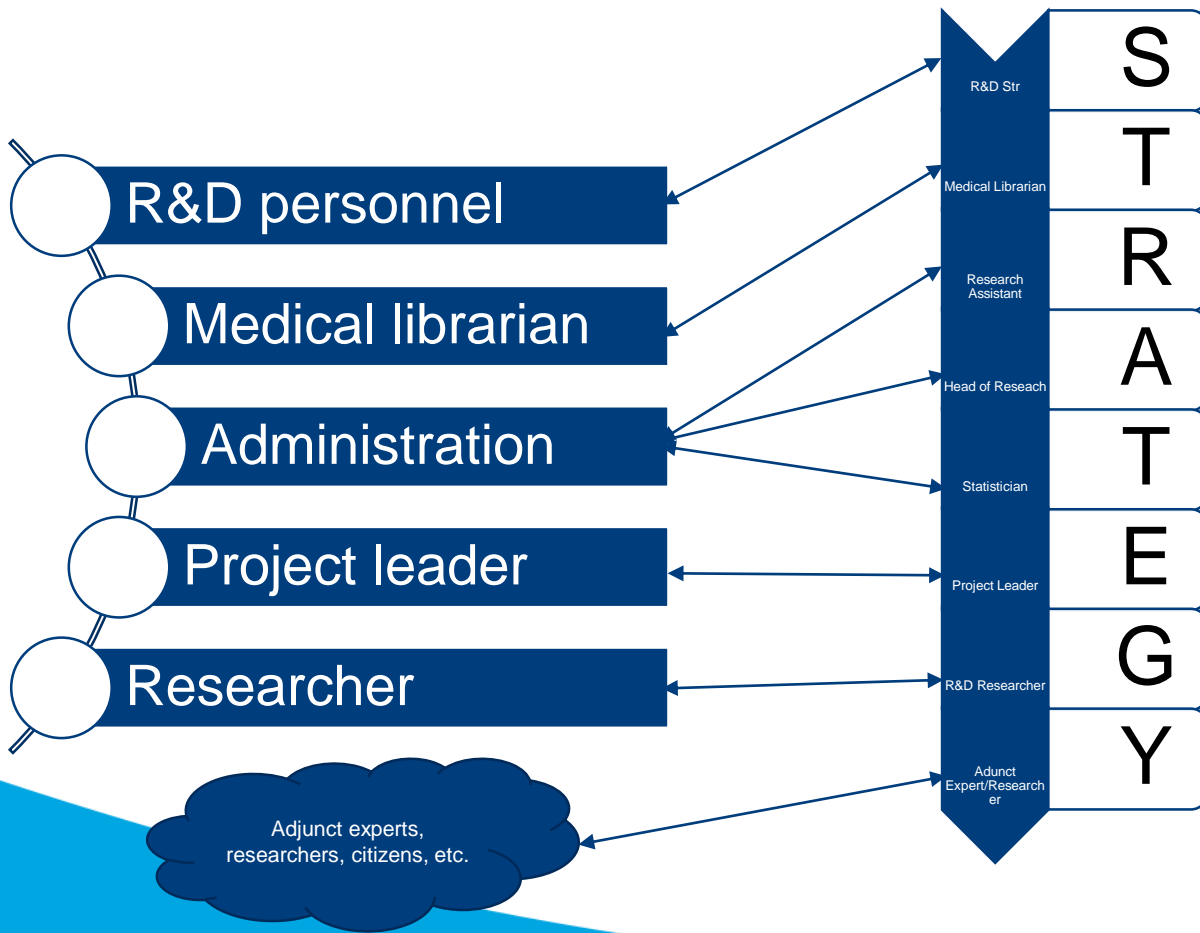 R&D personnel
Medical librarian
Administration
Project leader
Researcher
Adjunct experts,
researchers, citizens, etc.
R&D Str
Medical Librarian
Research
Assistant
Head of Reseach
Statistician
Project Leader
R&D Researcher
Adunct
Expert/Research
er
S
T
R
A
T
E
G
Y